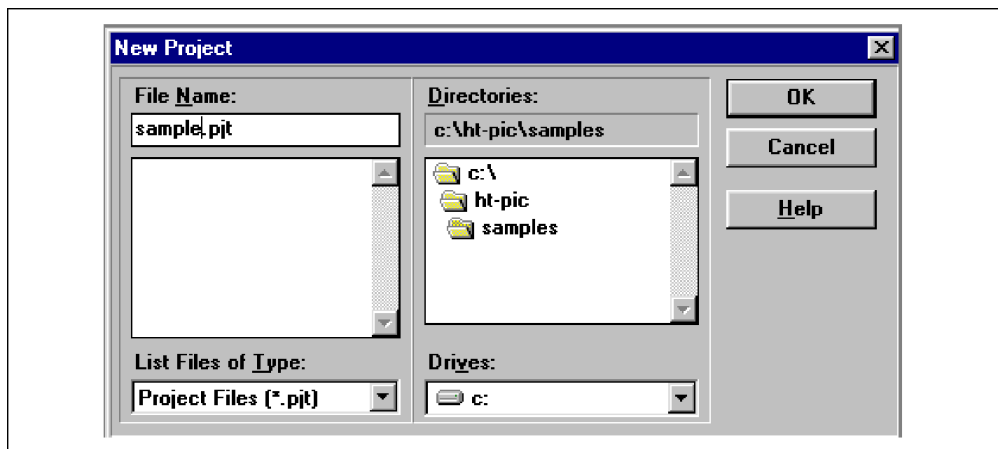 New Project
File Name:
sample.pjt
List Files of Type:
Project Files (*.pjt)
Directories:
c:\ht-pic\samples
c:\
ht-pic
samples
Drives:
c:
OK
Cancel
Help